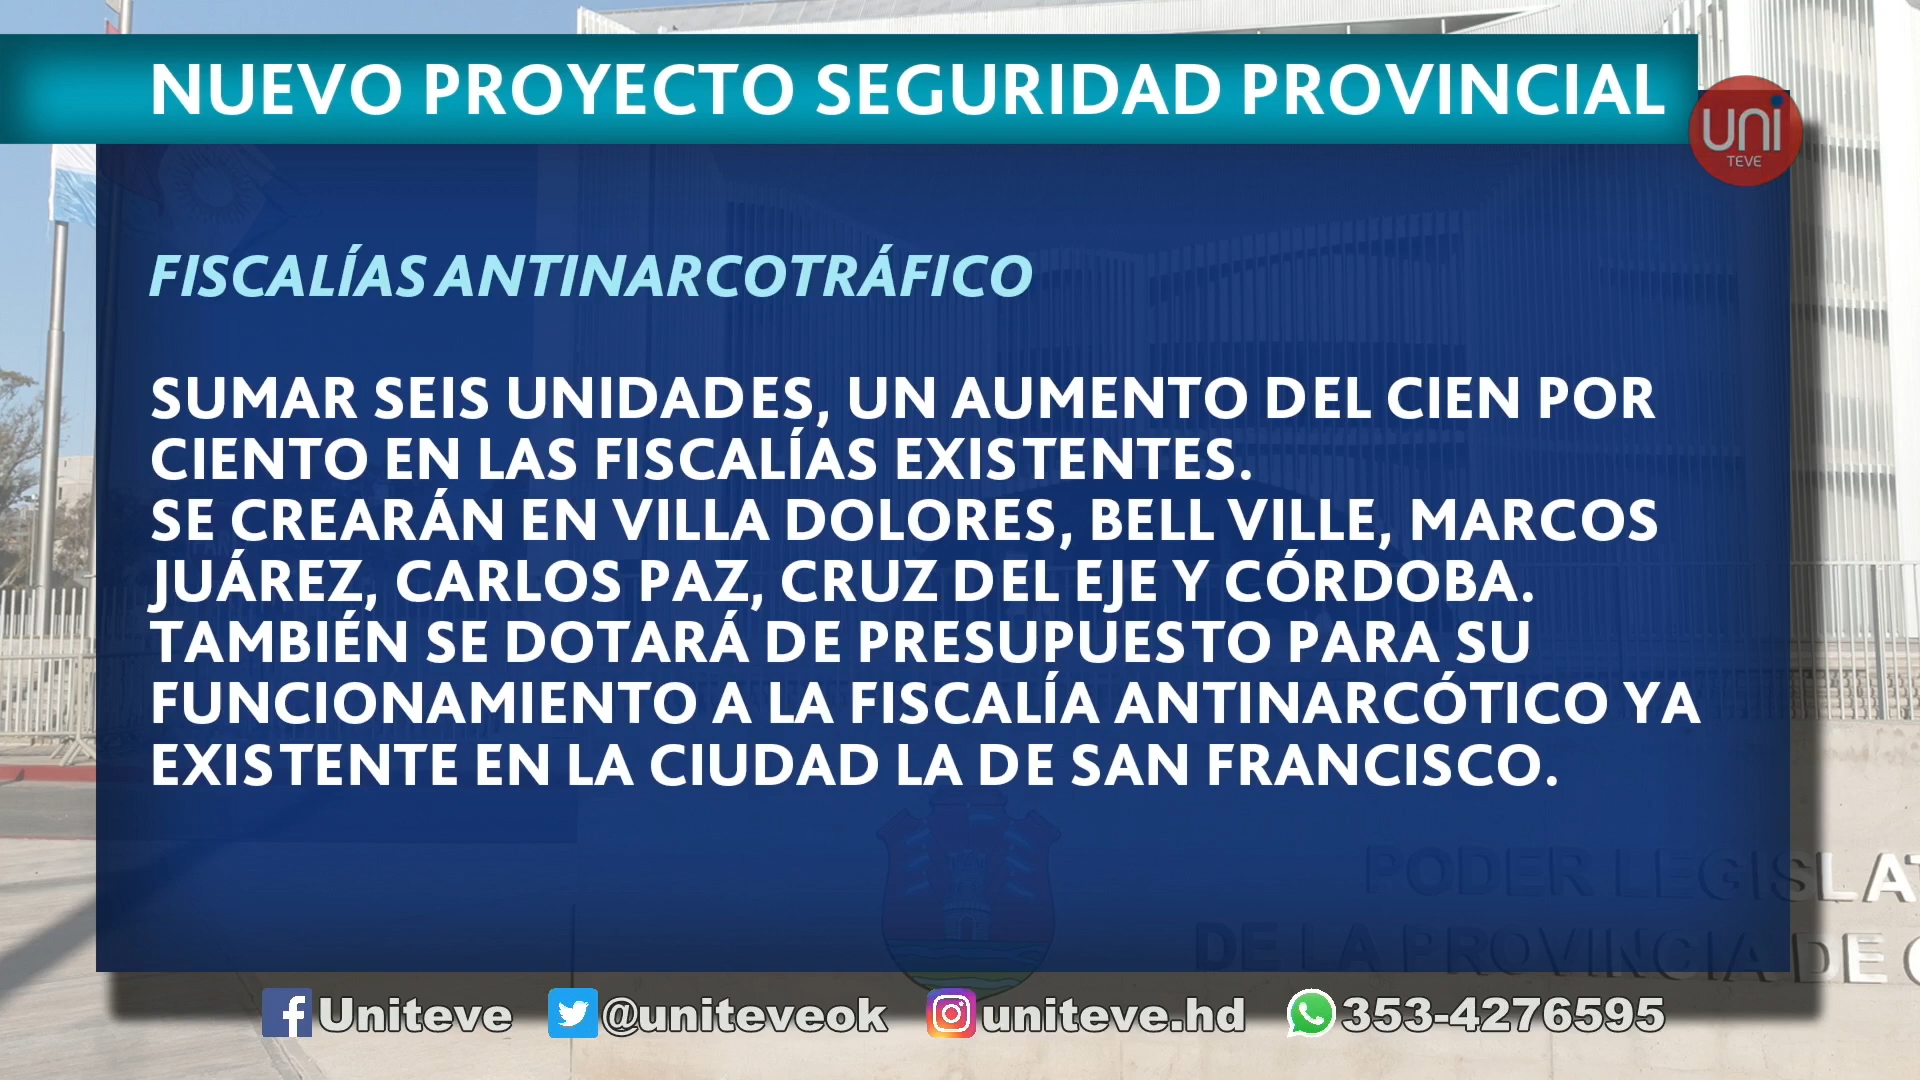 NUEVO PROYECTO SEGURIDAD PROVINCIAL
uni
TEVE
FISCALÍAS ANTINARCOTRÁFICO
SUMAR SEIS UNIDADES, UN AUMENTO DEL CIEN POR
CIENTO EN LAS FISCALÍAS EXISTENTES.
SE CREARÁN EN VILLA DOLORES, BELL VILLE, MARCOS
JUÁREZ, CARLOS PAZ, CRUZ DEL EJE Y CÓRDOBA.
TAMBIÉN SE DOTARÁ DE PRESUPUESTO PARA SU
FUNCIONAMIENTO A LA FISCALÍA ANTINARCÓTICO YA
EXISTENTE EN LA CIUDAD LA DE SAN FRANCISCO.
PODER LEGISLAT
DE LA PROVINCIA DE C
Uniteve @uniteveok uniteve.hd 353-4276595